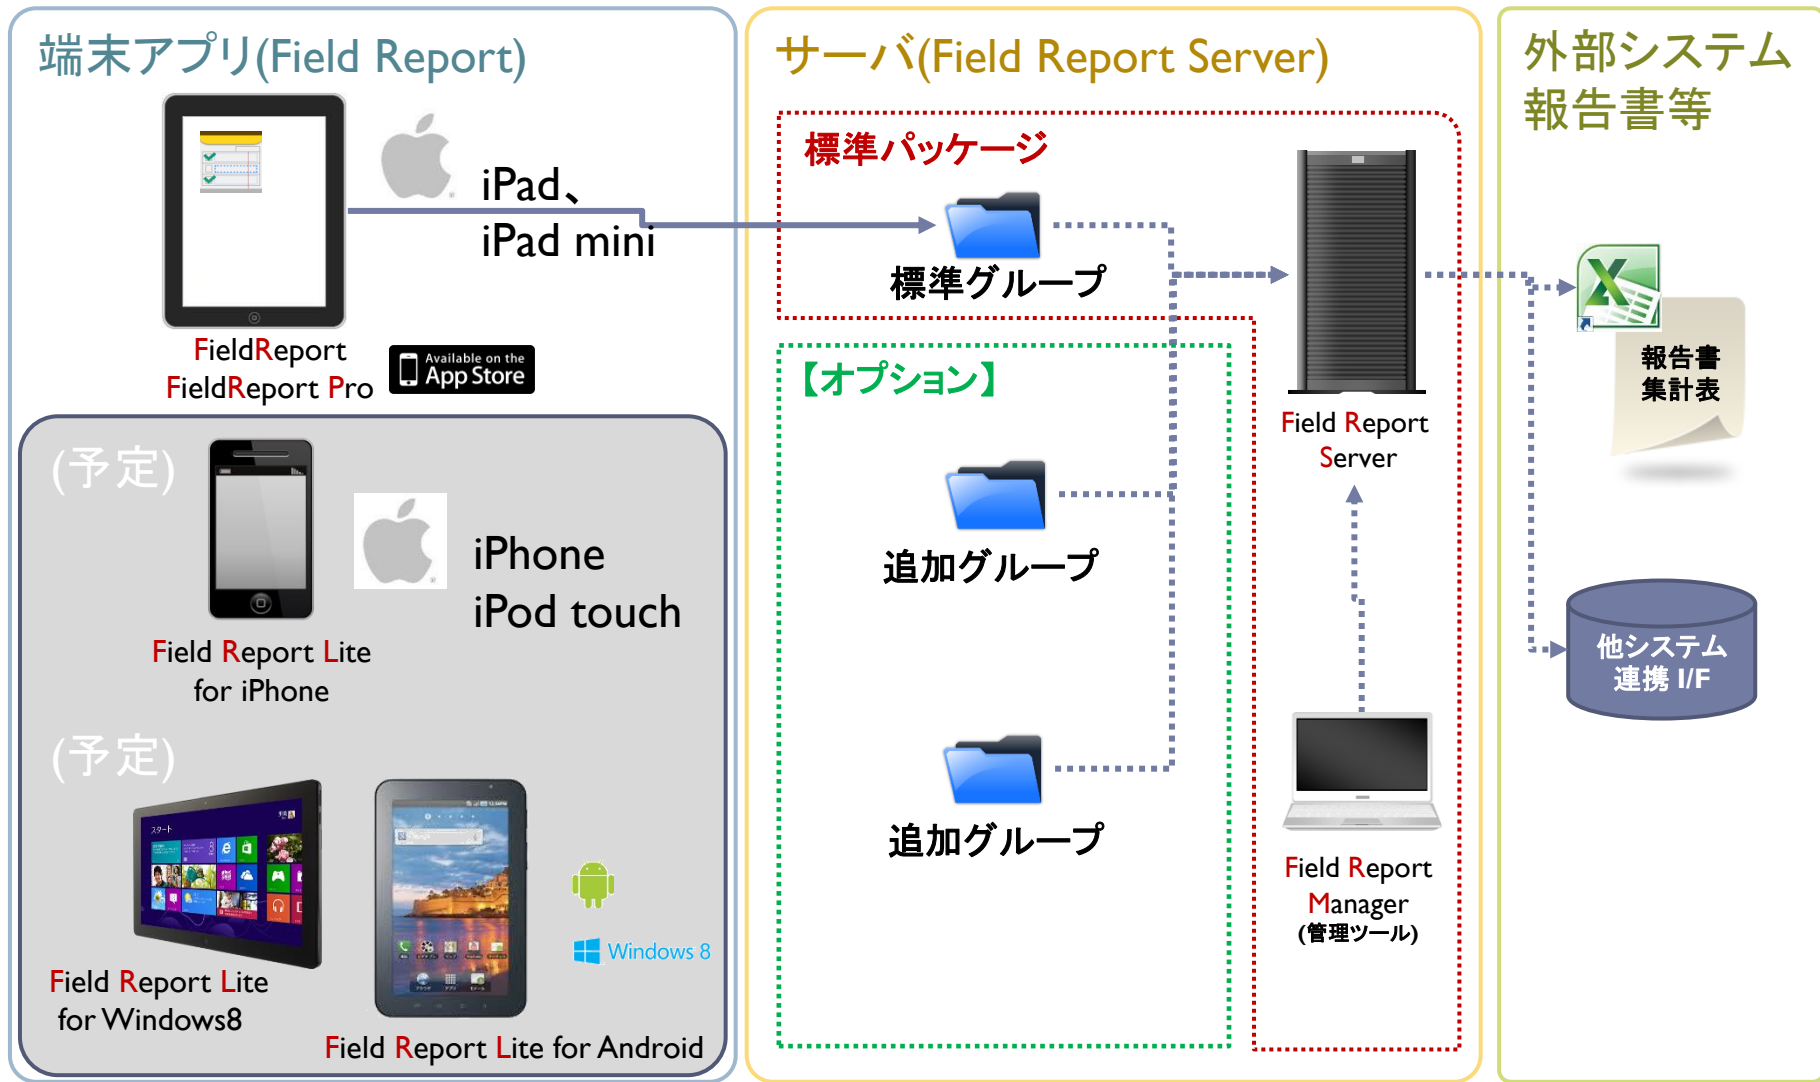 端末アプリ(Field Report)
iPad、
iPad mini
FieldReport
FieldReport Pro
Available on the
App Store
(予定)
iPhone
iPod touch
Field Report Lite
for iPhone
(予定)
スタート
Windows 8
Field Report Lite
for Windows8
Field Report Lite for Android
サーバ(Field Report Server)
標準パッケージ
標準グループ
【オプション】
追加グループ
追加グループ
Field Report
Server
Field Report
Manager
(管理ツール)
外部システム
報告書等
報告書
集計表
他システム
連携 I/F